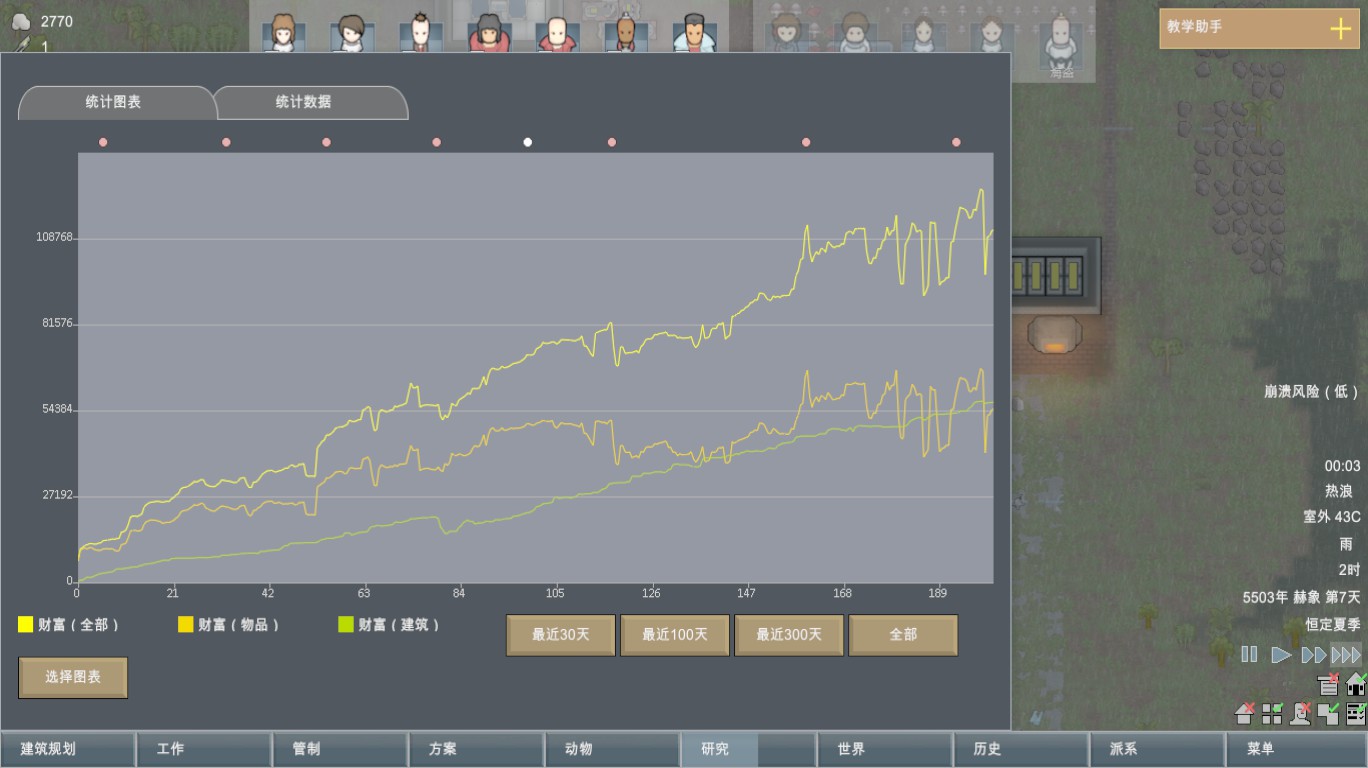 2770
1
教学助手
统计图表
统计数据
108768
81576
54384
27192
0
0 21 42 63 84 105 126 147 168 189
财富（全部）
财富（物品）
财富（建筑）
最近30天
最近100天
最近300天
全部
选择图表
崩溃风险（低）
00:03
热浪
室外 43C
雨
2时
5503年 赫象 第7天
恒定夏季
建筑规划
工作
管制
方案
动物
研究
世界
历史
派系
菜单